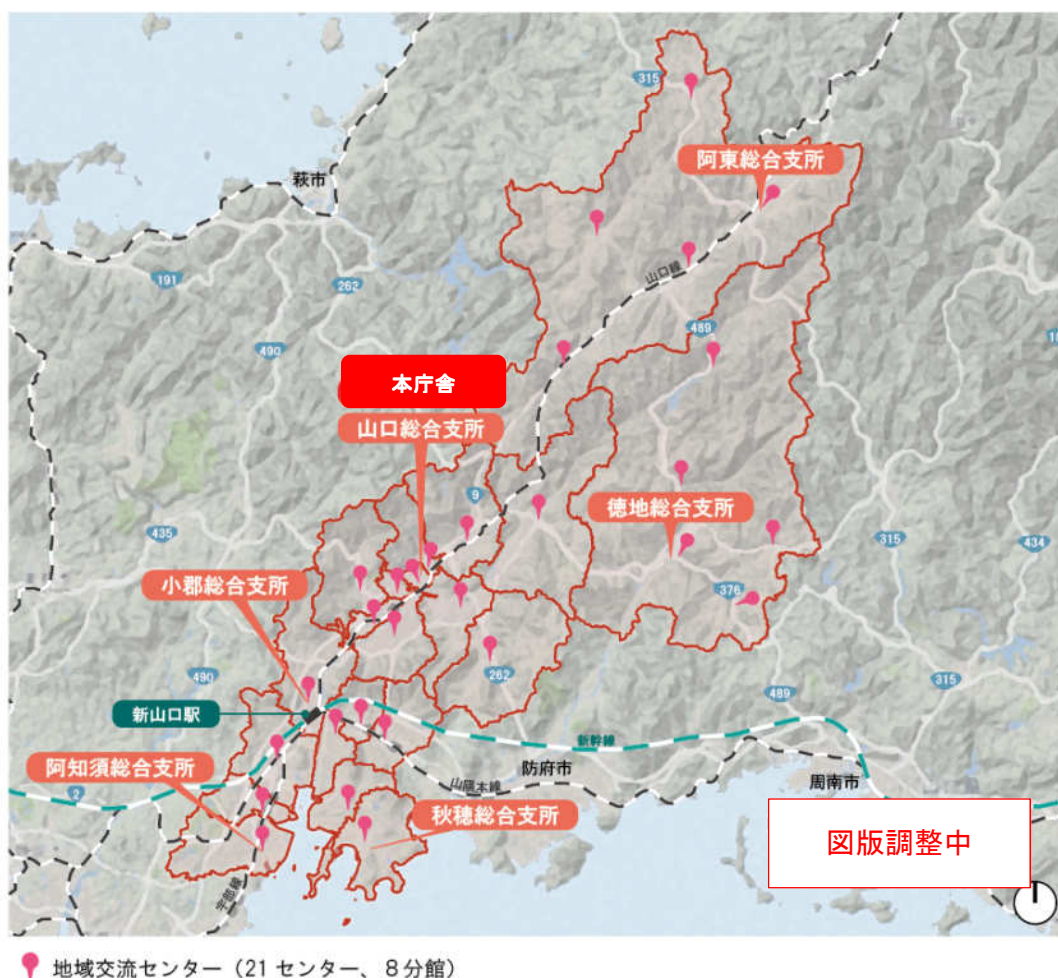 315
阿東総合支所
萩市
山口線
191
262
489
490
本庁舎
山口総合支所
9
徳地総合支所
435
315
434
小郡総合支所
376
262
490
315
489
新山口駅
新幹線
阿知須総合支所
防府市
山陽本線
周南市
2
秋穂総合支所
図版調整中
宇部線
地域交流センター（21 センター、８分館）